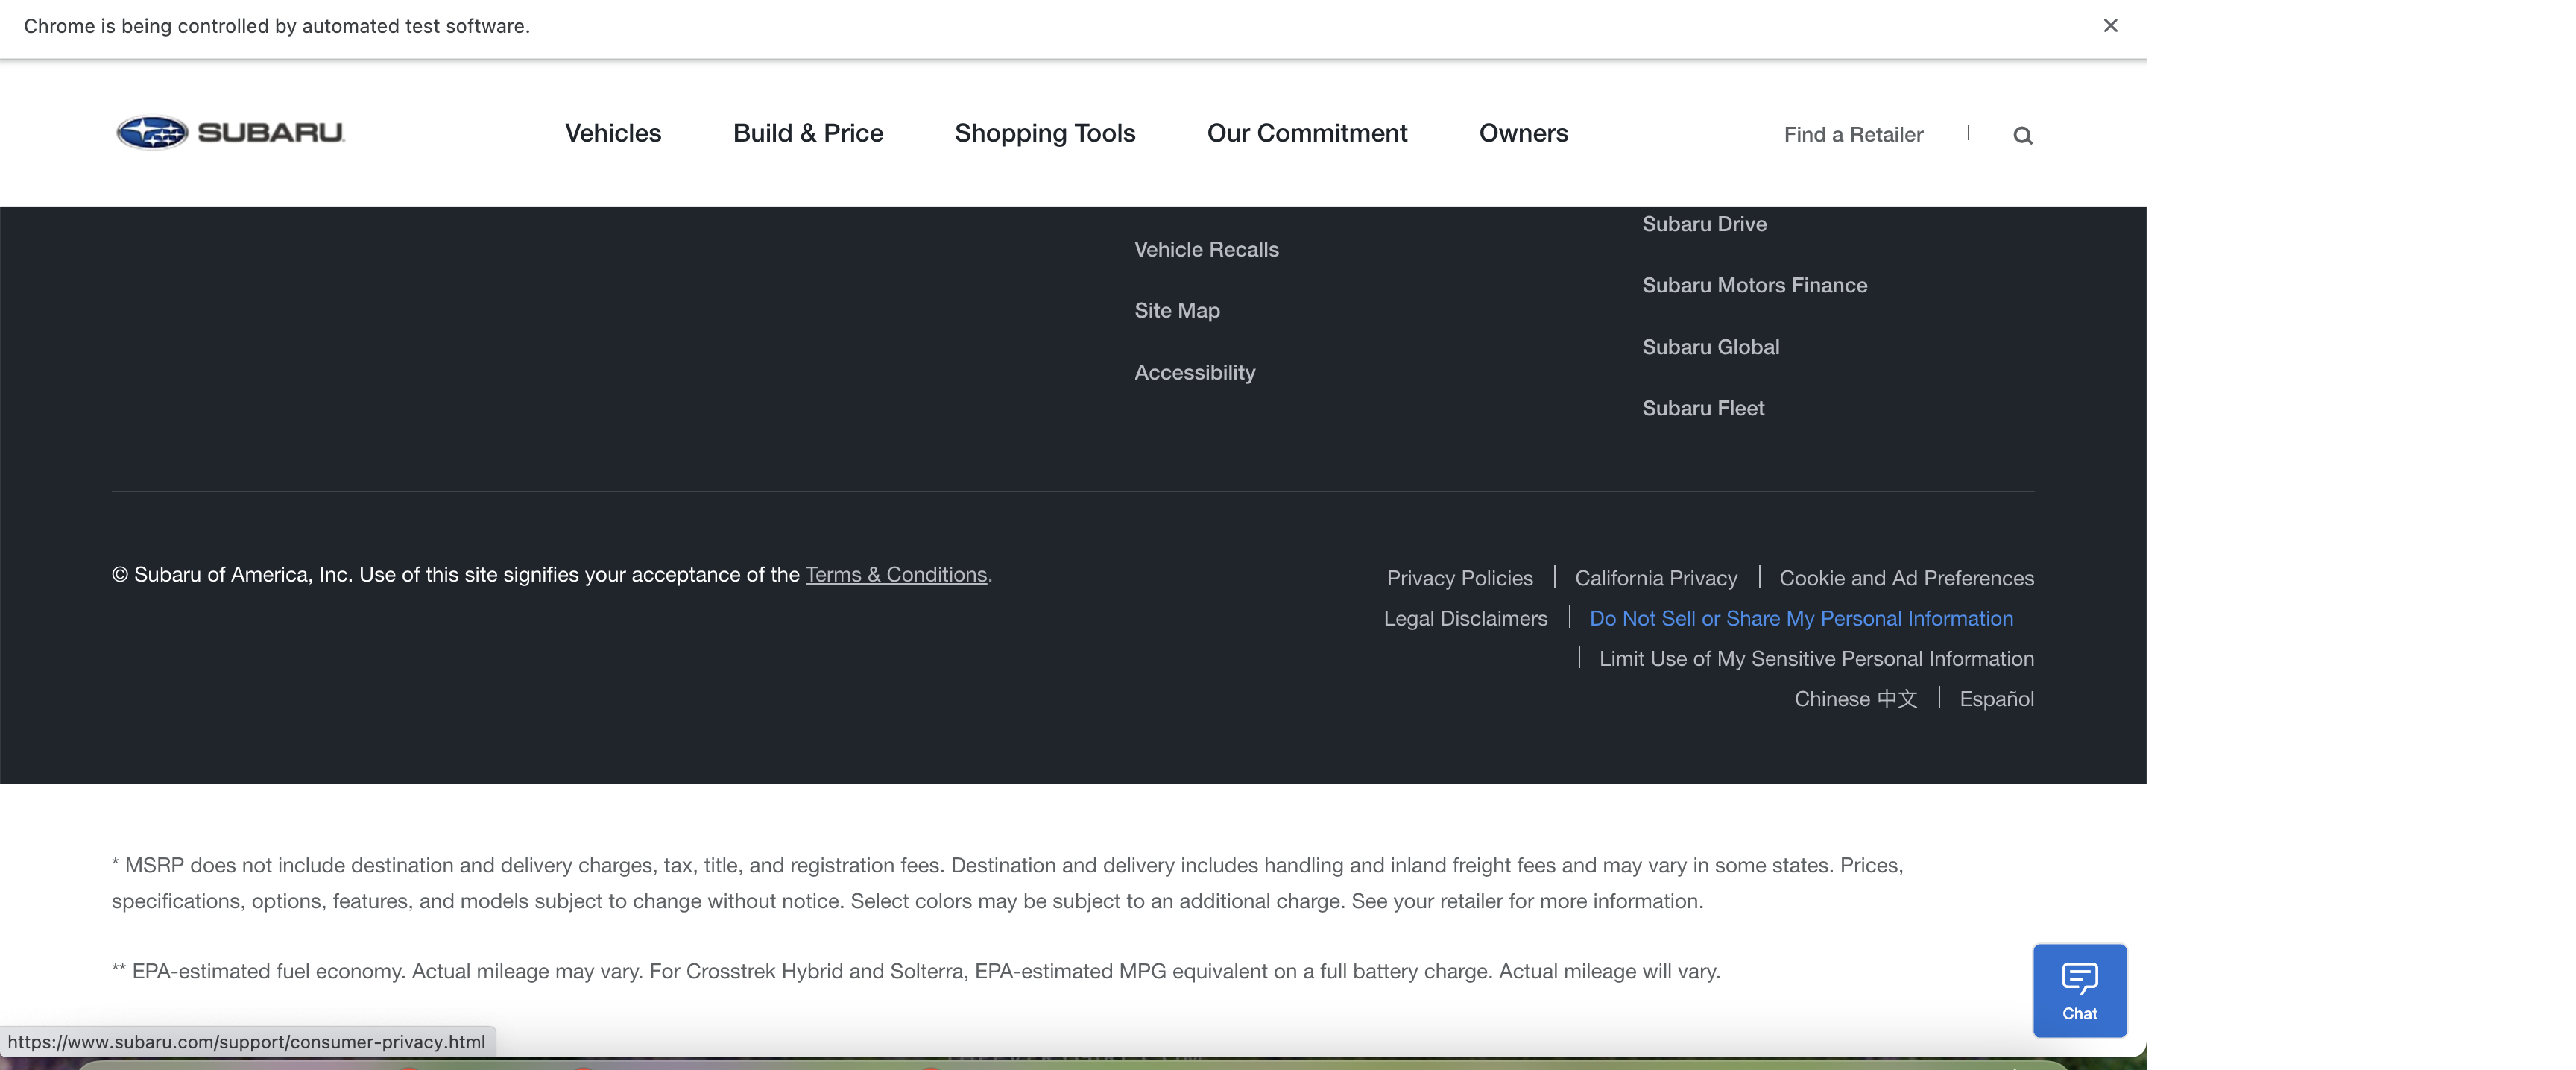 Chrome is being controlled by automated test software.
SUBARU
Vehicles
Build & Price
Shopping Tools
Our Commitment
Owners
Find a Retailer
Vehicle Recalls
Site Map
Accessibility
Subaru Drive
Subaru Motors Finance
Subaru Global
Subaru Fleet
© Subaru of America, Inc. Use of this site signifies your acceptance of the Terms & Conditions.
Privacy Policies | California Privacy | Cookie and Ad Preferences
Legal Disclaimers | Do Not Sell or Share My Personal Information
| Limit Use of My Sensitive Personal Information
Chinese 中文 | Español
* MSRP does not include destination and delivery charges, tax, title, and registration fees. Destination and delivery includes handling and inland freight fees and may vary in some states. Prices,
specifications, options, features, and models subject to change without notice. Select colors may be subject to an additional charge. See your retailer for more information.
** EPA-estimated fuel economy. Actual mileage may vary. For Crosstrek Hybrid and Solterra, EPA-estimated MPG equivalent on a full battery charge. Actual mileage will vary.
Chat
https://www.subaru.com/support/consumer-privacy.html